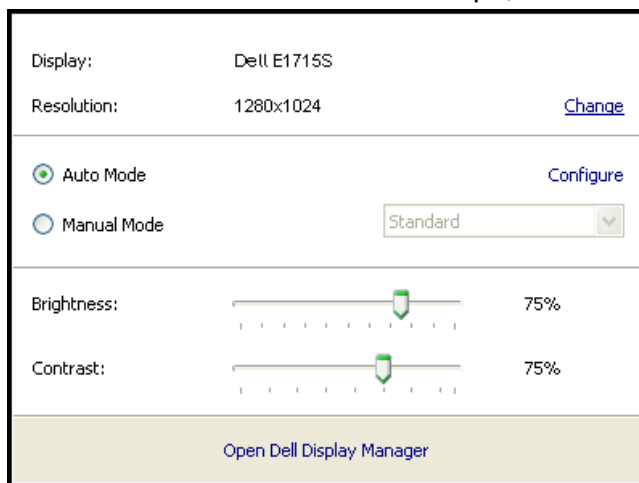 Display: Dell E1715S
Resolution: 1280x1024 Change
Auto Mode Configure
Manual Mode Standard
Brightness: 75%
Contrast: 75%
Open Dell Display Manager